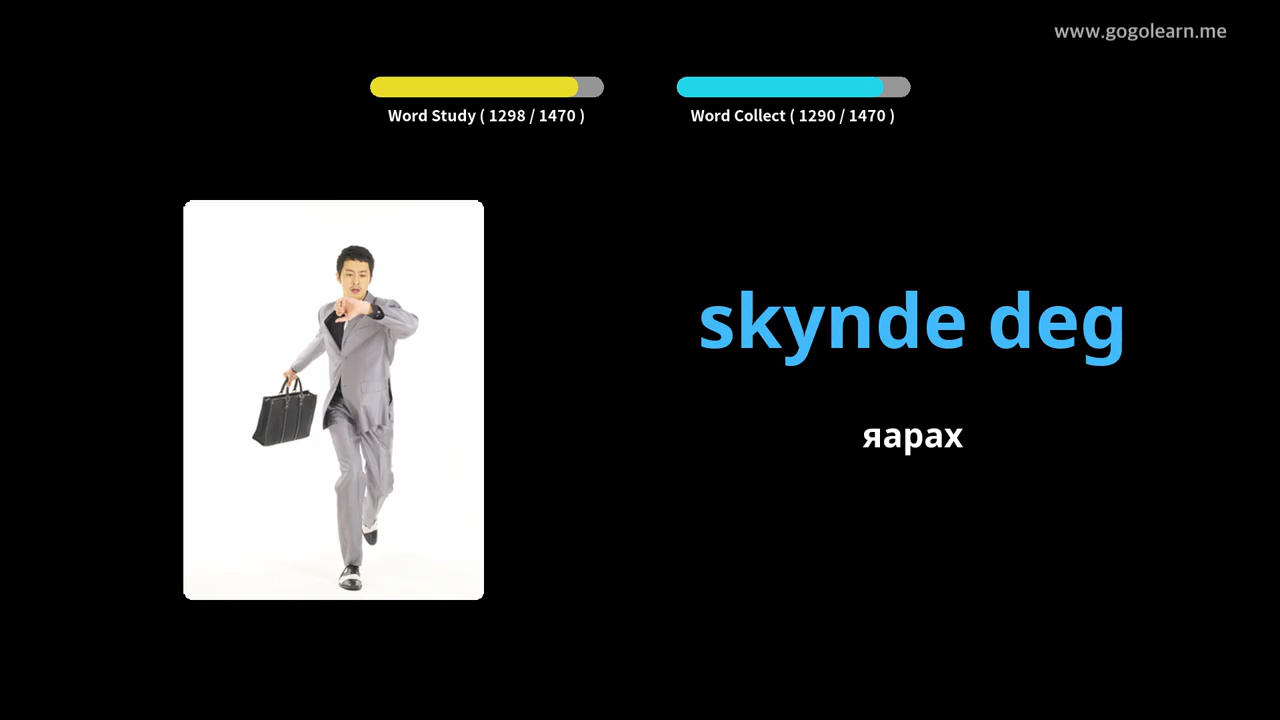 www.gogolearn.me
Word Study ( 1298 / 1470 )
Word Collect ( 1290 / 1470 )
skynde deg
яарах